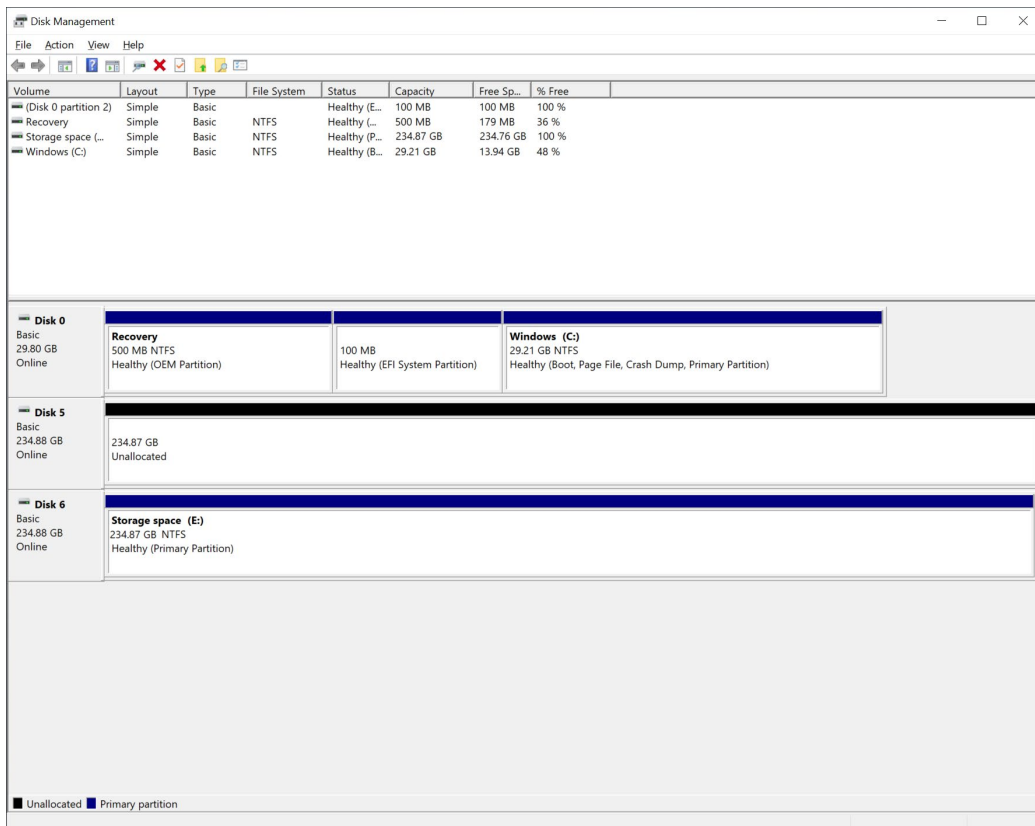 Disk Management
File Action View Help
Volume Layout Type File System Status Capacity Free Sp... % Free
(Disk 0 partition 2) Simple Basic Healthy (E... 100 MB 100 MB 100 %
Recovery Simple Basic NTFS Healthy (... 500 MB 179 MB 36 %
Storage space (... Simple Basic NTFS Healthy (P... 234.87 GB 234.76 GB 100 %
Windows (C:) Simple Basic NTFS Healthy (B... 29.21 GB 13.94 GB 48 %
Disk 0
Basic
29.80 GB
Online
Recovery
500 MB NTFS
Healthy (OEM Partition)
100 MB
Healthy (EFI System Partition)
Windows (C:)
29.21 GB NTFS
Healthy (Boot, Page File, Crash Dump, Primary Partition)
Disk 5
Basic
234.88 GB
Online
234.87 GB
Unallocated
Disk 6
Basic
234.88 GB
Online
Storage space (E:)
234.87 GB NTFS
Healthy (Primary Partition)
Unallocated Primary partition